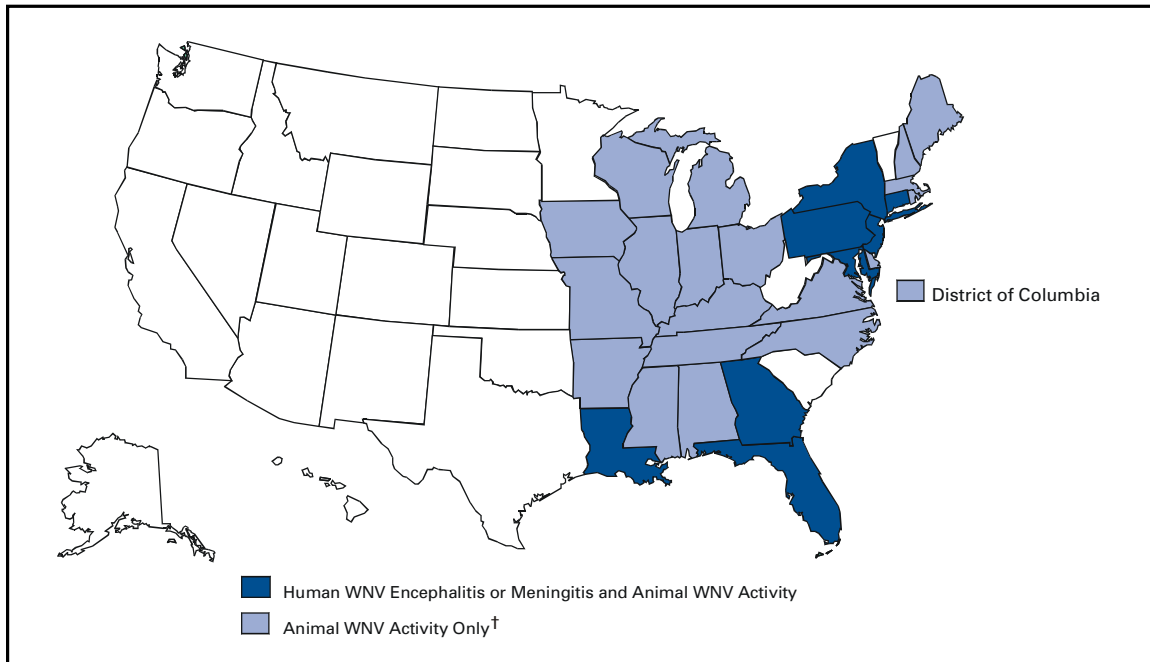 District of Columbia
Human WNV Encephalitis or Meningitis and Animal WNV Activity
Animal WNV Activity Only†